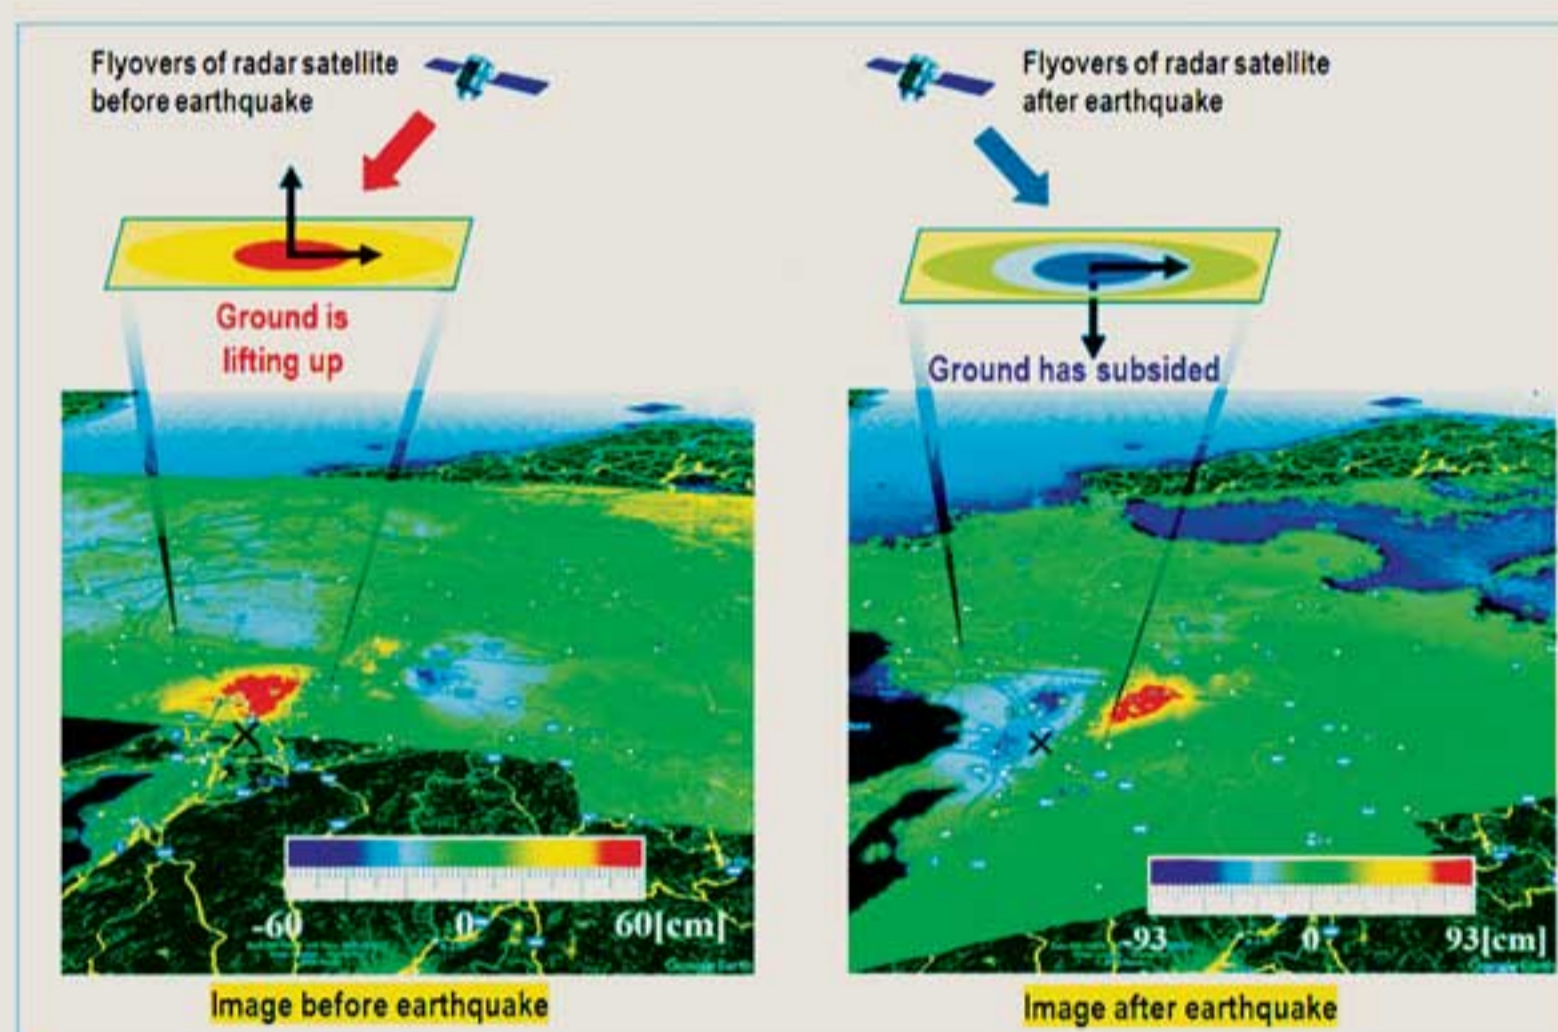 Flyovers of radar satellite
before earthquake
Ground is
lifting up
-60 0 60[cm]
Image before earthquake
Flyovers of radar satellite
after earthquake
Ground has subsided
-93 0 93[cm]
Image after earthquake